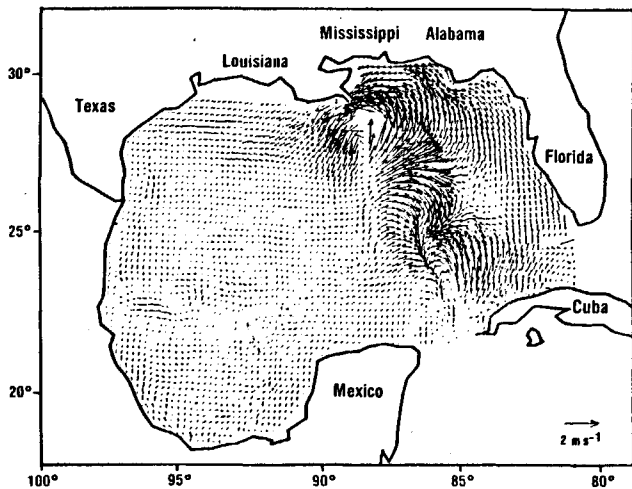 Mississippi Alabama
Louisiana
30°
Texas
Florida
25°
Cuba
20°
Mexico
2 m s⁻¹
100° 95° 90° 85° 80°